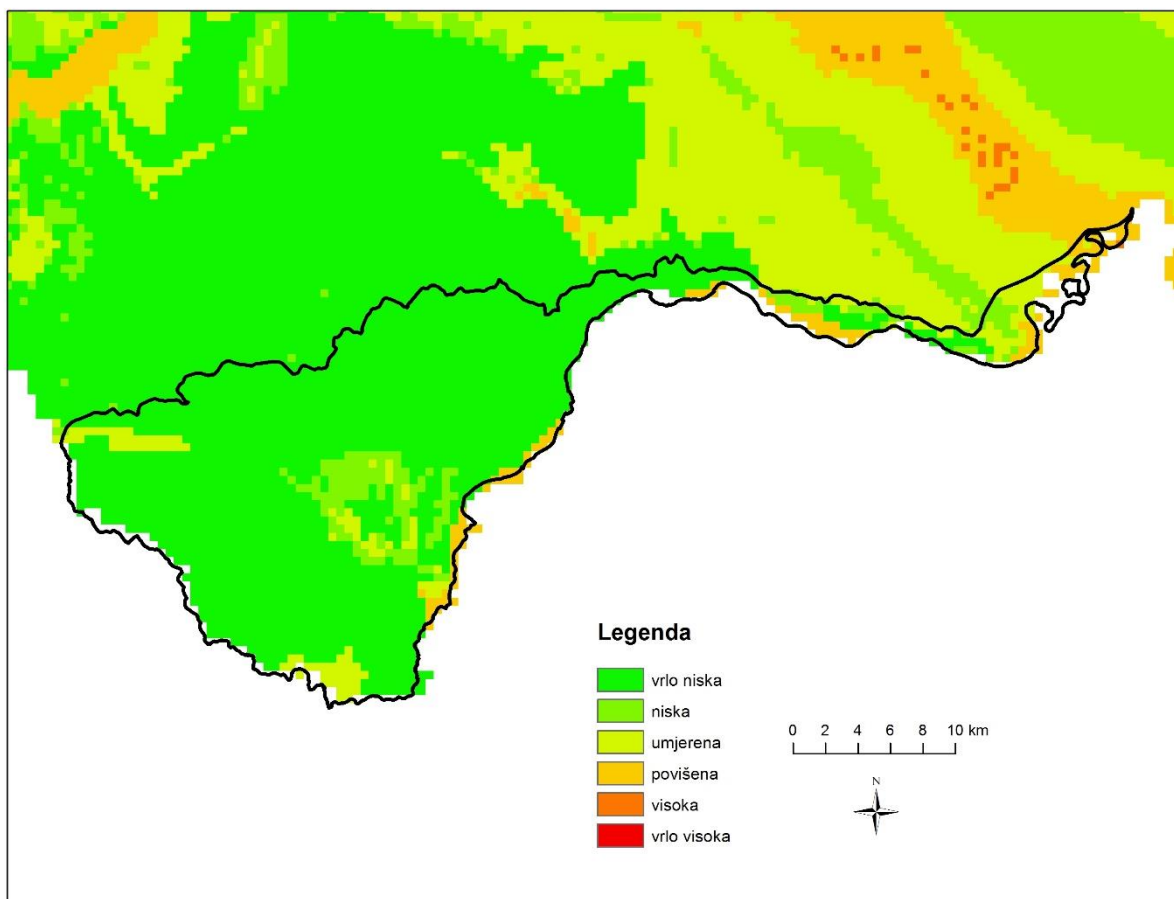 Legenda
vrlo niska
niska
umjerena
povišena
visoka
vrlo visoka
0 2 4 6 8 10 km
N